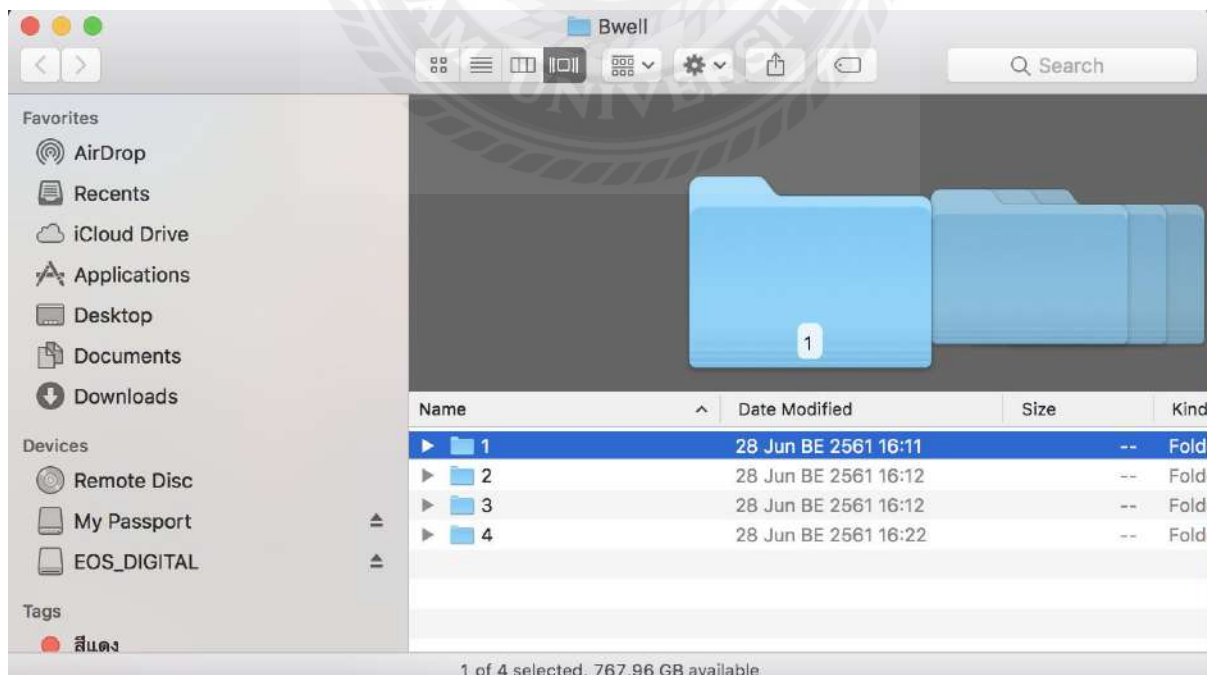 Bwell
Search
Favorites
AirDrop
Recents
iCloud Drive
Applications
Desktop
Documents
Downloads
Devices
Remote Disc
My Passport
EOS_DIGITAL
Tags
สีแดง
UNIVERSITY
1
Name Date Modified Size Kind
1 28 Jun BE 2561 16:11 -- Fold
2 28 Jun BE 2561 16:12 -- Fold
3 28 Jun BE 2561 16:12 -- Fold
4 28 Jun BE 2561 16:22 -- Fold
1 of 4 selected, 767.96 GB available